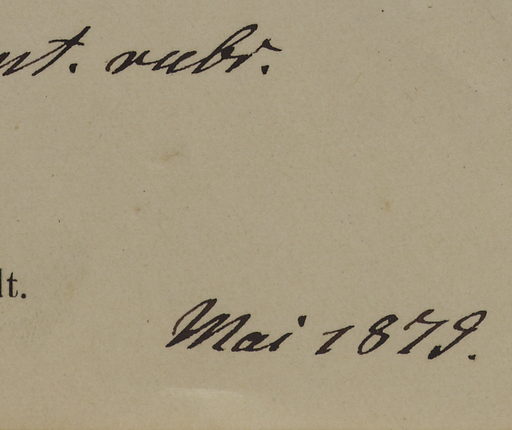 nt. rubr.
lt.
Mai 1879.